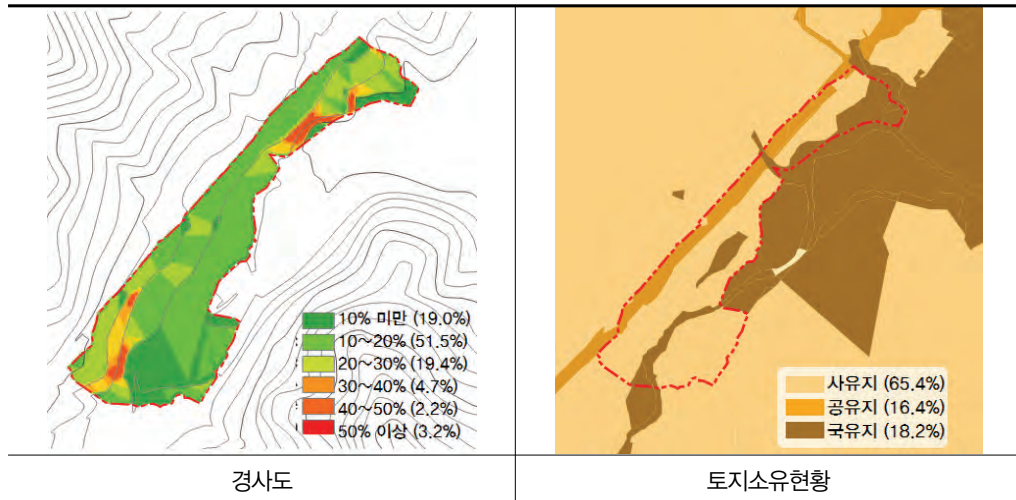 10% 미만 (19.0%)
10～20% (51.5%)
20～30% (19.4%)
30～40% (4.7%)
40～50% (2.2%)
50% 이상 (3.2%)
사유지 (65.4%)
공유지 (16.4%)
국유지 (18.2%)
경사도
토지소유현황